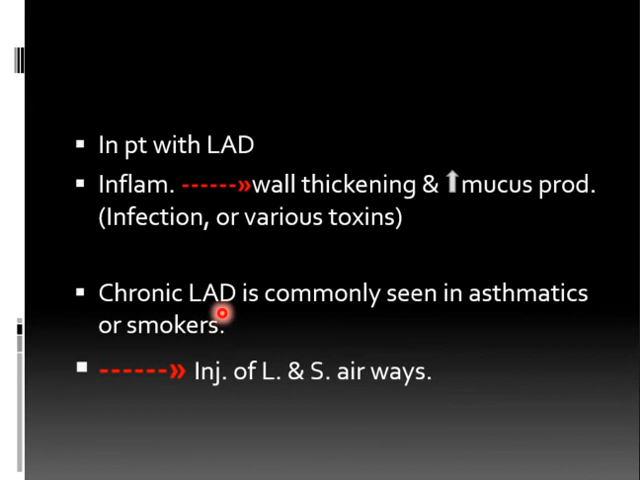 In pt with LAD
Inflam. ------»wall thickening & ⬆mucus prod.
(Infection, or various toxins)
Chronic LAD is commonly seen in asthmatics
or smokers.
------» Inj. of L. & S. air ways.